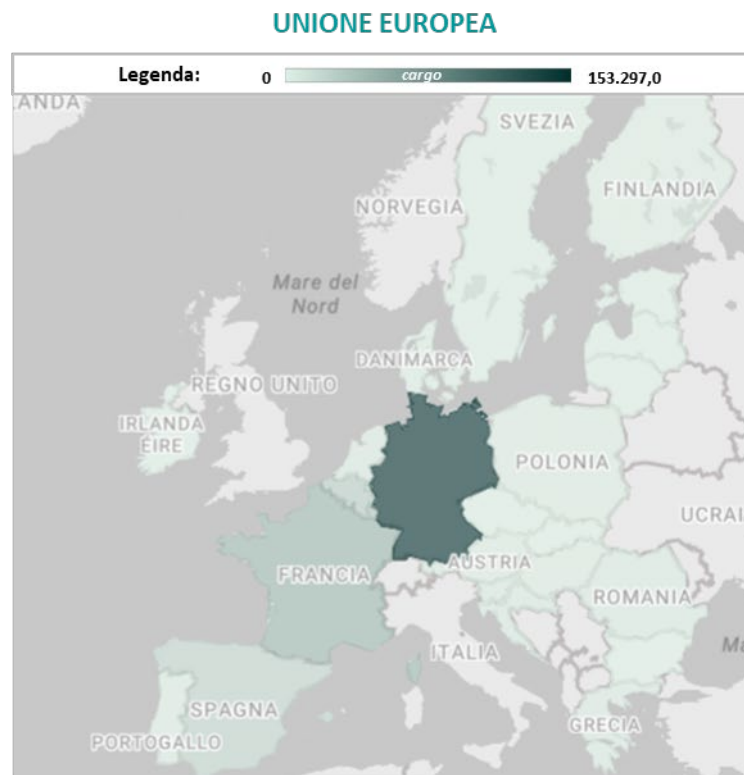 UNIONE EUROPEA
Legenda: 0 cargo 153.297,0
LANDA
SVEZIA
FINLANDIA
NORVEGIA
Mare del
Nord
DANIMARCA
REGNO UNITO
IRLANDA
ÉIRE
POLONIA
UCRAI
FRANCIA
AUSTRIA
ROMANIA
ITALIA
Ma
SPAGNA
GRECIA
PORTOGALLO